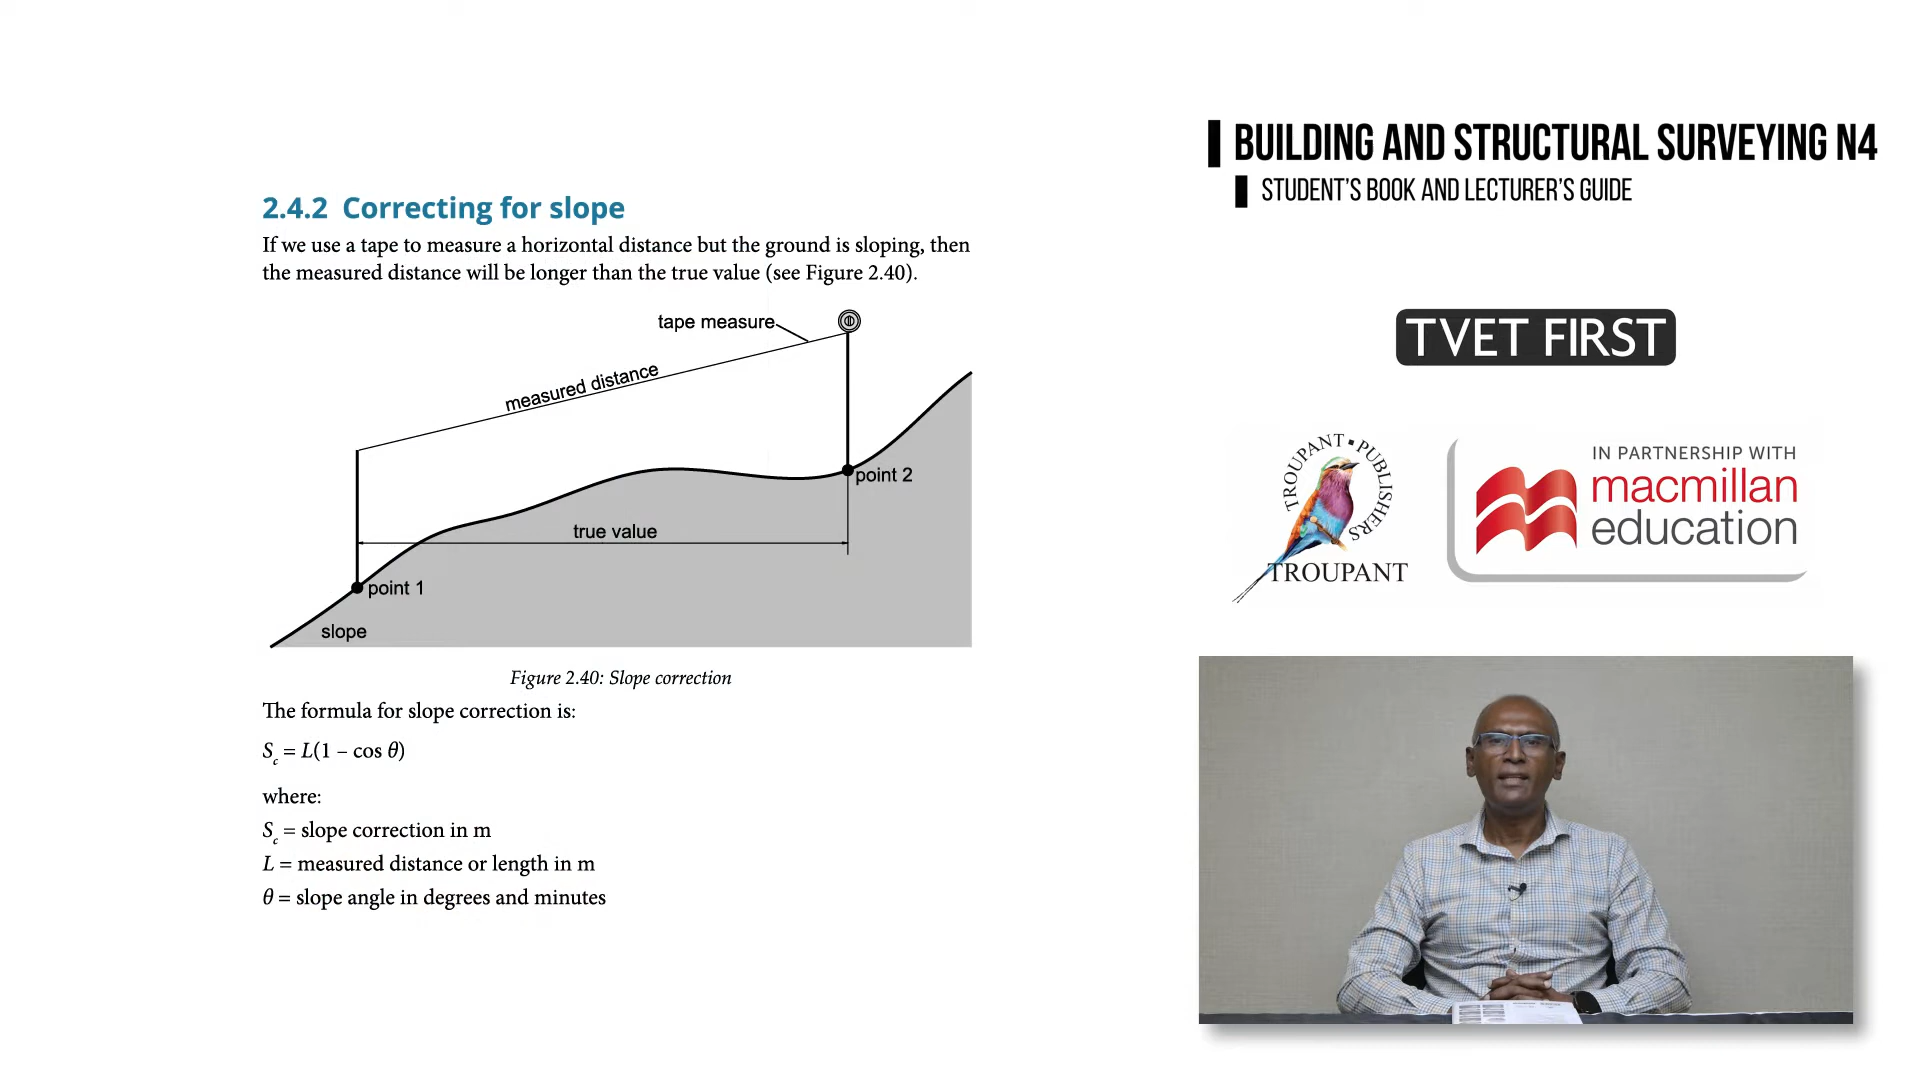 2.4.2 Correcting for slope
If we use a tape to measure a horizontal distance but the ground is sloping, then
the measured distance will be longer than the true value (see Figure 2.40).
tape measure
measured distance
point 2
true value
point 1
slope
Figure 2.40: Slope correction
The formula for slope correction is:
S_c = L(1 – cos θ)
where:
S_c = slope correction in m
L = measured distance or length in m
θ = slope angle in degrees and minutes
BUILDING AND STRUCTURAL SURVEYING N4
STUDENT'S BOOK AND LECTURER'S GUIDE
TVET FIRST
TROUPANT ▪ PUBLISHERS
TROUPANT
IN PARTNERSHIP WITH
macmillan
education